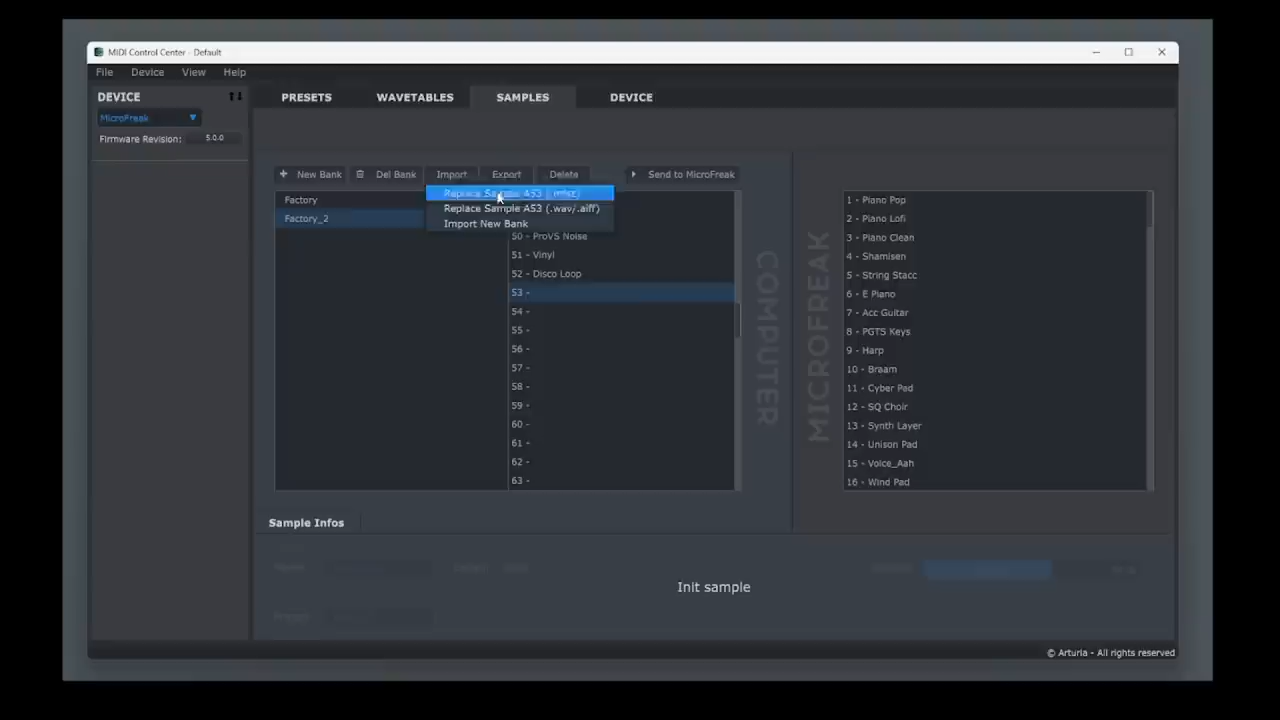 MIDI Control Center - Default
File Device View Help
DEVICE
MicroFreak
Firmware Revision: 5.0.0
PRESETS WAVETABLES SAMPLES DEVICE
New Bank Del Bank Import Export Delete Send to MicroFreak
Factory
Factory_2
Replace Sample A53
Replace Sample A53 (.wav/.aiff)
Import New Bank
50 - ProVS Noise
51 - Vinyl
52 - Disco Loop
53 -
54 -
55 -
56 -
57 -
58 -
59 -
60 -
61 -
62 -
63 -
COMPUTER
MICROFREAK
1 - Piano Pop
2 - Piano Lofi
3 - Piano Clean
4 - Shamisen
5 - String Stacc
6 - E Piano
7 - Acc Guitar
8 - PGTS Keys
9 - Harp
10 - Braam
11 - Cyber Pad
12 - SQ Choir
13 - Synth Layer
14 - Unison Pad
15 - Voice_Aah
16 - Wind Pad
Sample Infos
Init sample
© Arturia - All rights reserved